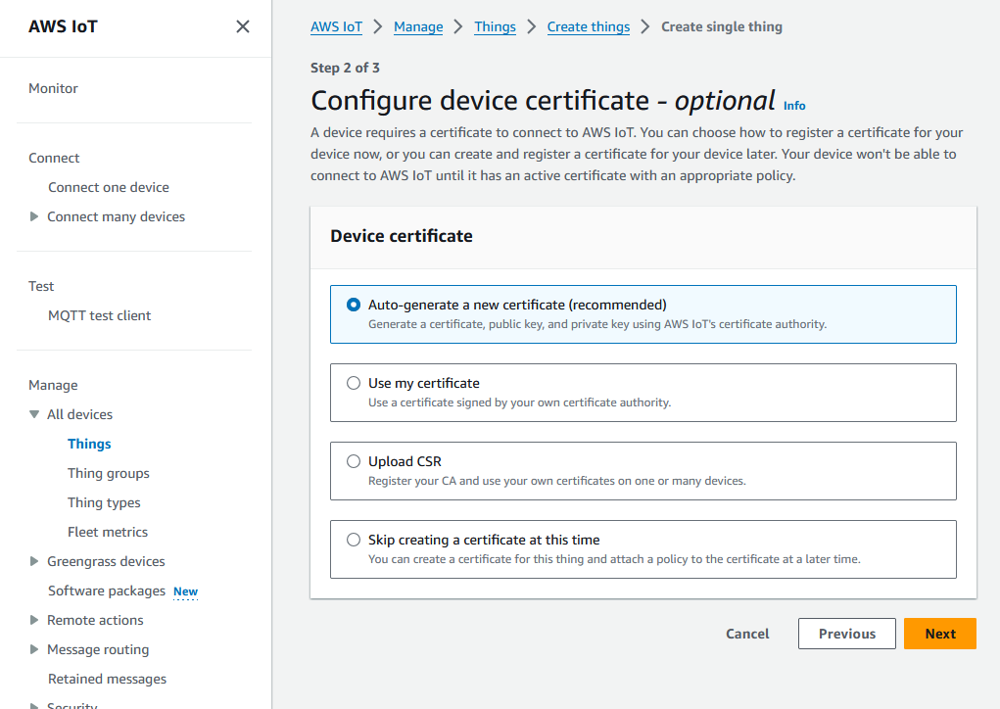 AWS IoT
Monitor
Connect
Connect one device
Connect many devices
Test
MQTT test client
Manage
All devices
Things
Thing groups
Thing types
Fleet metrics
Greengrass devices
Software packages New
Remote actions
Message routing
Retained messages
Security
AWS IoT Manage Things Create things Create single thing
Step 2 of 3
Configure device certificate - optional Info
A device requires a certificate to connect to AWS IoT. You can choose how to register a certificate for your
device now, or you can create and register a certificate for your device later. Your device won't be able to
connect to AWS IoT until it has an active certificate with an appropriate policy.
Device certificate
Auto-generate a new certificate (recommended)
Generate a certificate, public key, and private key using AWS IoT's certificate authority.
Use my certificate
Use a certificate signed by your own certificate authority.
Upload CSR
Register your CA and use your own certificates on one or many devices.
Skip creating a certificate at this time
You can create a certificate for this thing and attach a policy to the certificate at a later time.
Cancel Previous Next